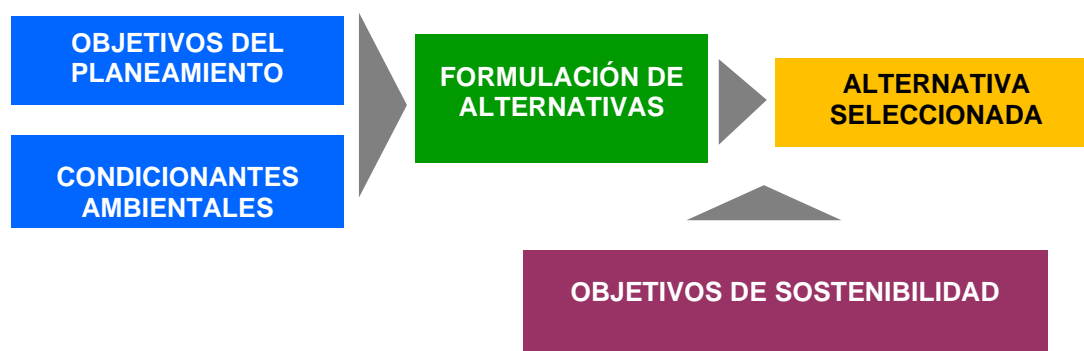 OBJETIVOS DEL
PLANEAMIENTO
CONDICIONANTES
AMBIENTALES
FORMULACIÓN DE
ALTERNATIVAS
ALTERNATIVA
SELECCIONADA
OBJETIVOS DE SOSTENIBILIDAD